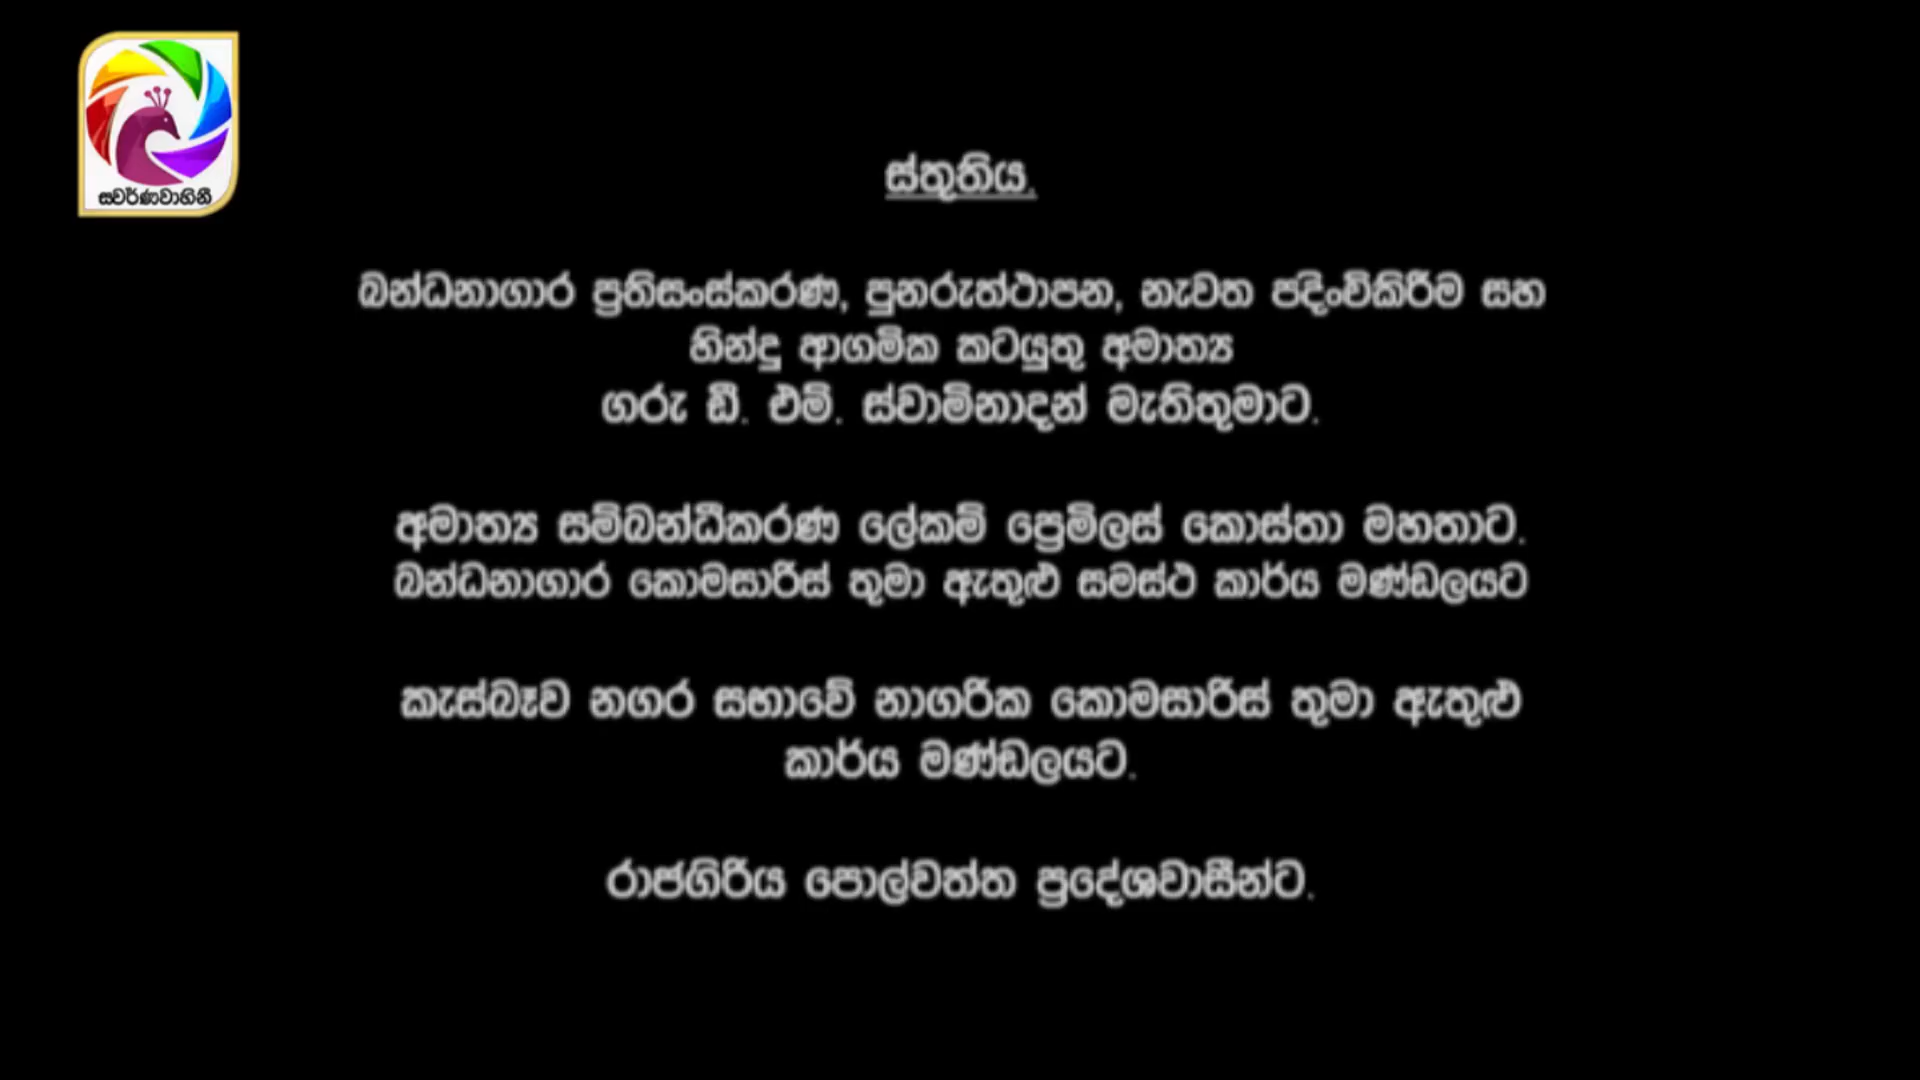 ස්වර්ණවාහිනී
ස්තුතිය.
බන්ධනාගාර ප්‍රතිසංස්කරණ, පුනරුත්ථාපන, නැවත පදිංචිකිරීම සහ
හින්දු ආගමික කටයුතු අමාත්‍ය
ගරු ඩී. එම්. ස්වාමිනාදන් මැතිතුමාට.
අමාත්‍ය සම්බන්ධීකරණ ලේකම් ප්‍රෙමිලස් කොස්තා මහතාට.
බන්ධනාගාර කොමසාරිස් තුමා ඇතුළු සමස්ථ කාර්ය මණ්ඩලයට
කැස්බෑව නගර සභාවේ නාගරික කොමසාරිස් තුමා ඇතුළු
කාර්ය මණ්ඩලයට.
රාජගිරිය පොල්වත්ත ප්‍රදේශවාසීන්ට.